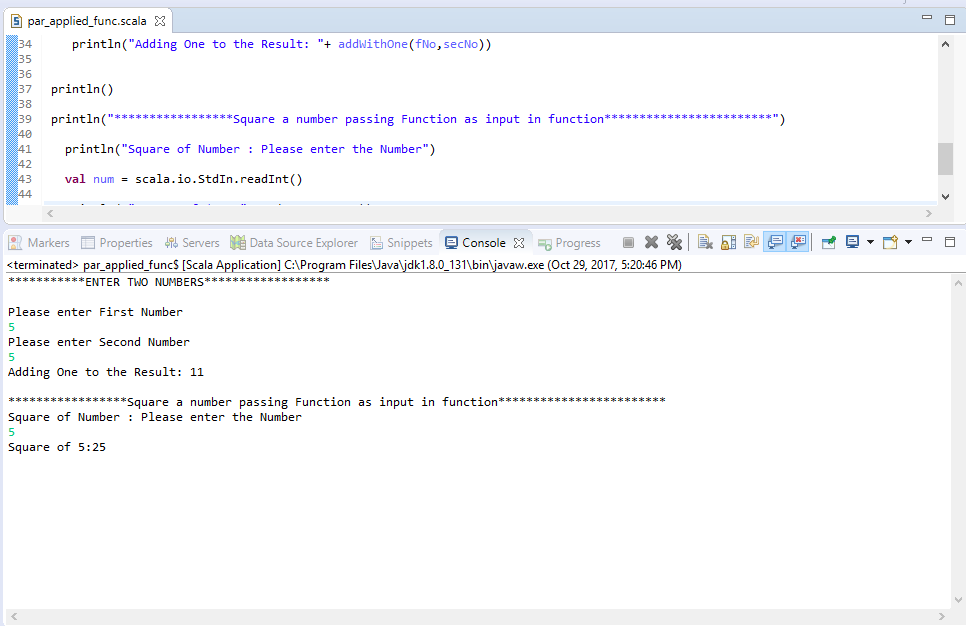 par_applied_func.scala
34 println("Adding One to the Result: "+ addWithOne(fNo,secNo))
35
36
37 println()
38
39 println("*****************Square a number passing Function as input in function************************")
40
41 println("Square of Number : Please enter the Number")
42
43 val num = scala.io.StdIn.readInt()
44
Markers Properties Servers Data Source Explorer Snippets Console Progress
<terminated> par_applied_func$ [Scala Application] C:\Program Files\Java\jdk1.8.0_131\bin\javaw.exe (Oct 29, 2017, 5:20:46 PM)
***********ENTER TWO NUMBERS******************
Please enter First Number
5
Please enter Second Number
5
Adding One to the Result: 11
*****************Square a number passing Function as input in function************************
Square of Number : Please enter the Number
5
Square of 5:25